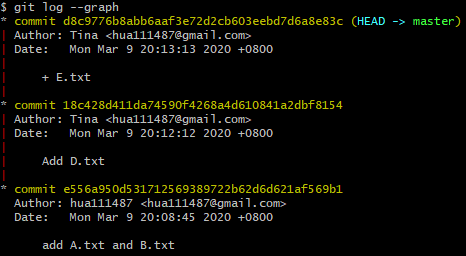 $ git log --graph
* commit d8c9776b8abb6aaf3e72d2cb603eebd7d6a8e83c (HEAD -> master)
| Author: Tina <hua111487@gmail.com>
| Date:   Mon Mar 9 20:13:13 2020 +0800
|
|     + E.txt
|
* commit 18c428d411da74590f4268a4d610841a2dbf8154
| Author: Tina <hua111487@gmail.com>
| Date:   Mon Mar 9 20:12:12 2020 +0800
|
|     Add D.txt
|
* commit e556a950d531712569389722b62d6d621af569b1
  Author: hua111487 <hua111487@gmail.com>
  Date:   Mon Mar 9 20:08:45 2020 +0800

      add A.txt and B.txt